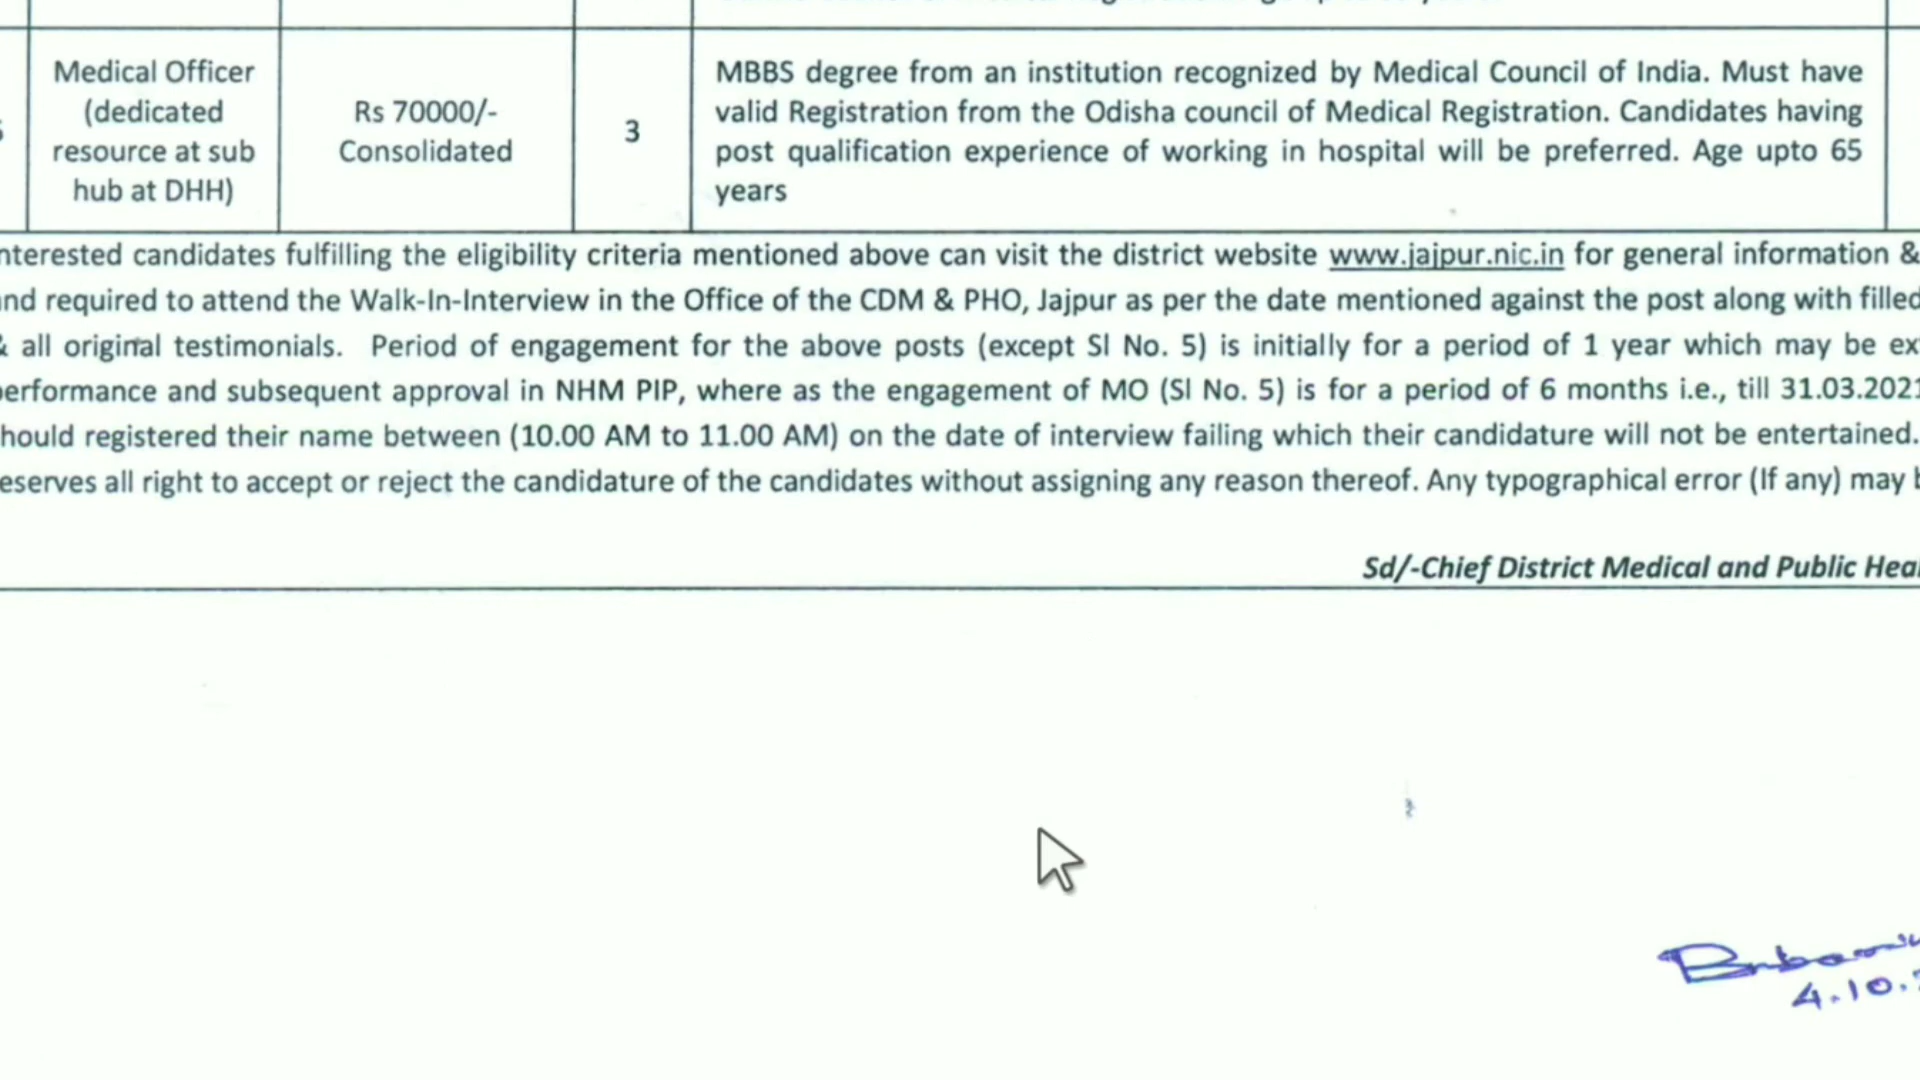 Medical Officer
(dedicated
resource at sub
hub at DHH)
Rs 70000/-
Consolidated
3
MBBS degree from an institution recognized by Medical Council of India. Must have
valid Registration from the Odisha council of Medical Registration. Candidates having
post qualification experience of working in hospital will be preferred. Age upto 65
years
nterested candidates fulfilling the eligibility criteria mentioned above can visit the district website www.jajpur.nic.in for general information &
nd required to attend the Walk-In-Interview in the Office of the CDM & PHO, Jajpur as per the date mentioned against the post along with filled
& all original testimonials. Period of engagement for the above posts (except Sl No. 5) is initially for a period of 1 year which may be ex
erformance and subsequent approval in NHM PIP, where as the engagement of MO (Sl No. 5) is for a period of 6 months i.e., till 31.03.2021
hould registered their name between (10.00 AM to 11.00 AM) on the date of interview failing which their candidature will not be entertained.
eserves all right to accept or reject the candidature of the candidates without assigning any reason thereof. Any typographical error (If any) may b
Sd/-Chief District Medical and Public Heal
4.10.